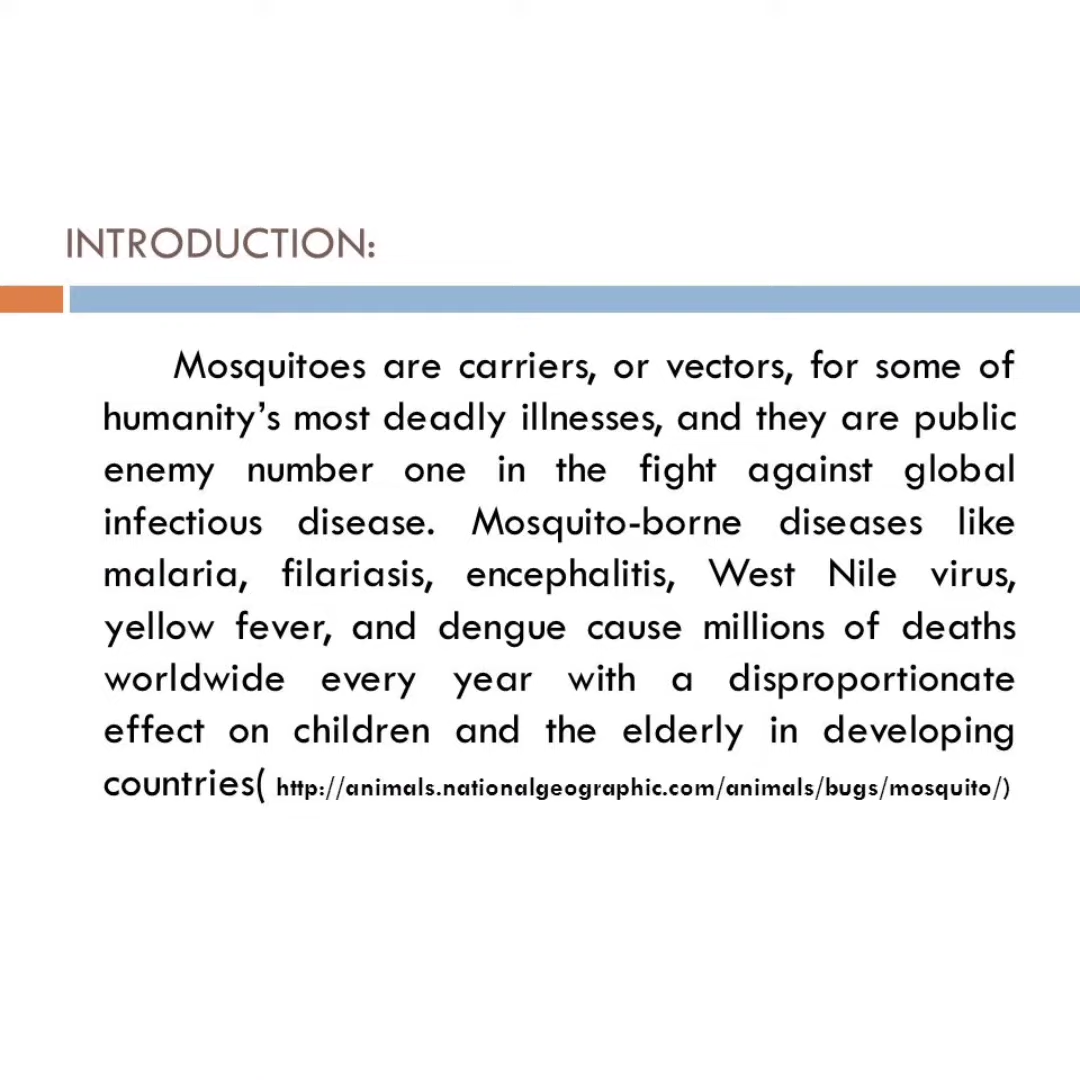 INTRODUCTION:
Mosquitoes are carriers, or vectors, for some of
humanity’s most deadly illnesses, and they are public
enemy number one in the fight against global
infectious disease. Mosquito-borne diseases like
malaria, filariasis, encephalitis, West Nile virus,
yellow fever, and dengue cause millions of deaths
worldwide every year with a disproportionate
effect on children and the elderly in developing
countries( http://animals.nationalgeographic.com/animals/bugs/mosquito/)